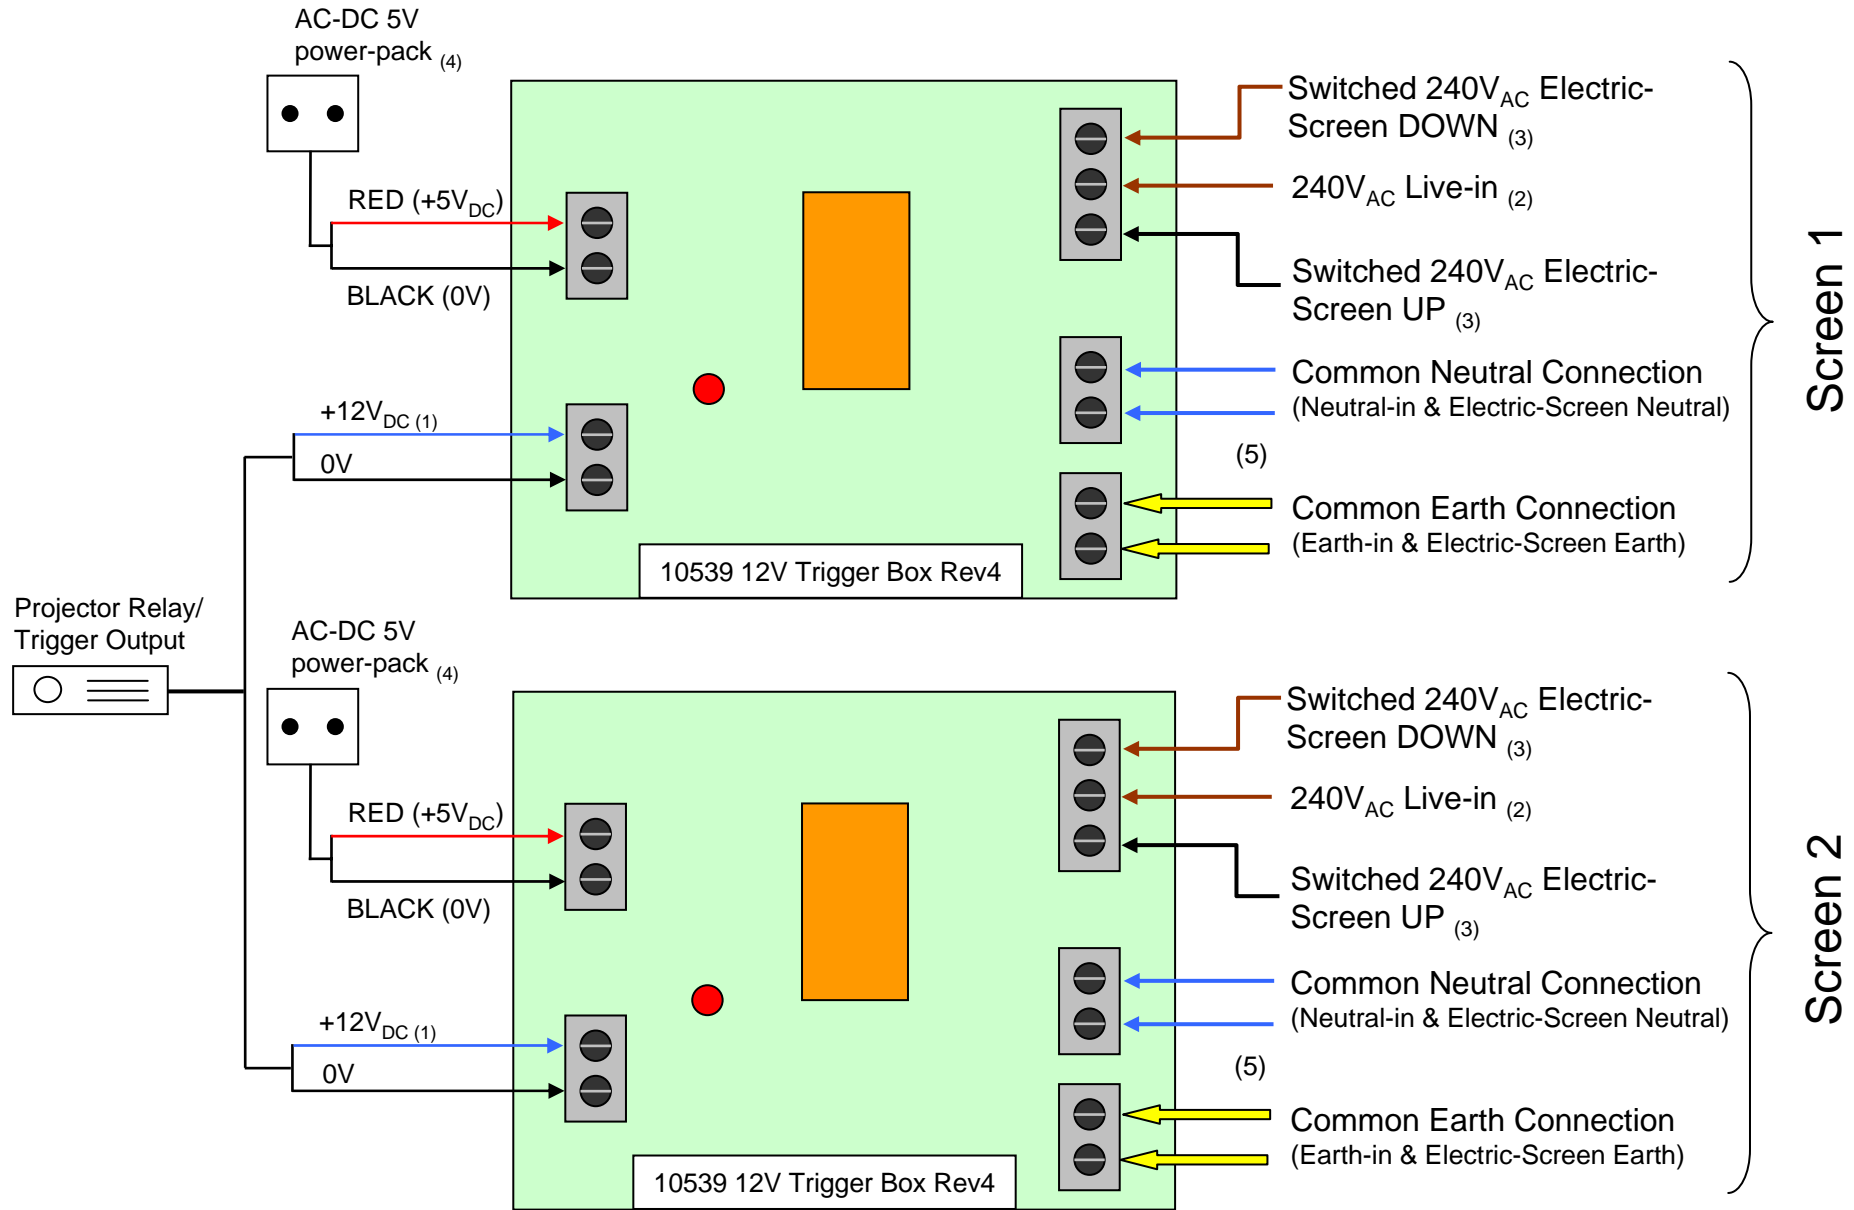 AC-DC 5V
power-pack (4)
RED (+5VDC)
BLACK (0V)
+12VDC (1)
0V
10539 12V Trigger Box Rev4
Switched 240VAC Electric-
Screen DOWN (3)
240VAC Live-in (2)
Switched 240VAC Electric-
Screen UP (3)
Common Neutral Connection
(Neutral-in & Electric-Screen Neutral)
(5)
Common Earth Connection
(Earth-in & Electric-Screen Earth)
Screen 1
Projector Relay/
Trigger Output
AC-DC 5V
power-pack (4)
RED (+5VDC)
BLACK (0V)
+12VDC (1)
0V
10539 12V Trigger Box Rev4
Switched 240VAC Electric-
Screen DOWN (3)
240VAC Live-in (2)
Switched 240VAC Electric-
Screen UP (3)
Common Neutral Connection
(Neutral-in & Electric-Screen Neutral)
(5)
Common Earth Connection
(Earth-in & Electric-Screen Earth)
Screen 2